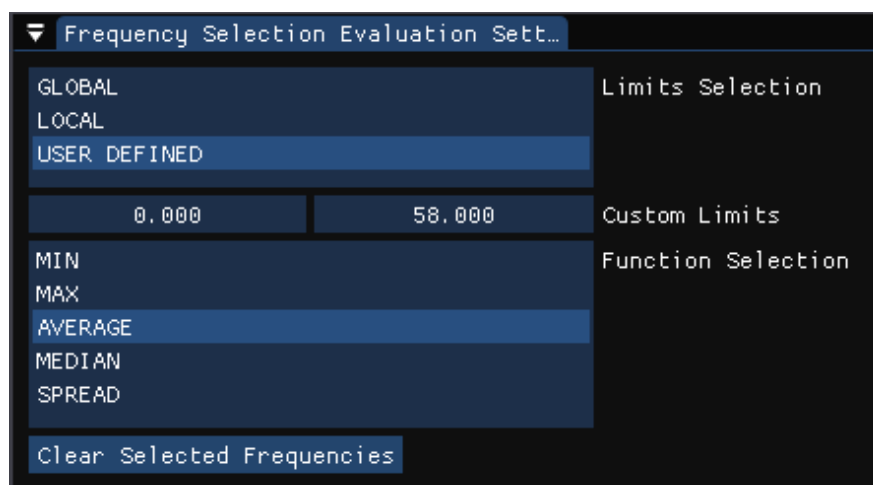 Frequency Selection Evaluation Sett…
GLOBAL
LOCAL
USER DEFINED
Limits Selection
0.000 58.000 Custom Limits
MIN
MAX
AVERAGE
MEDIAN
SPREAD
Function Selection
Clear Selected Frequencies